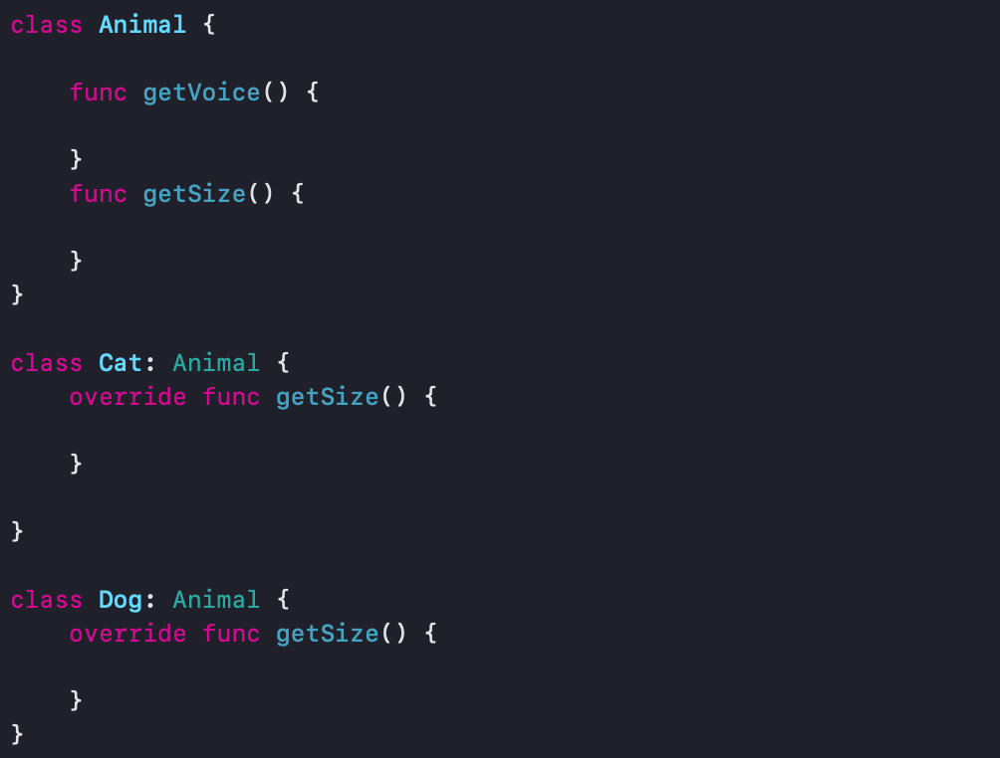 class Animal {
    func getVoice() {
    }
    func getSize() {
    }
}
class Cat: Animal {
    override func getSize() {
    }
}
class Dog: Animal {
    override func getSize() {
    }
}